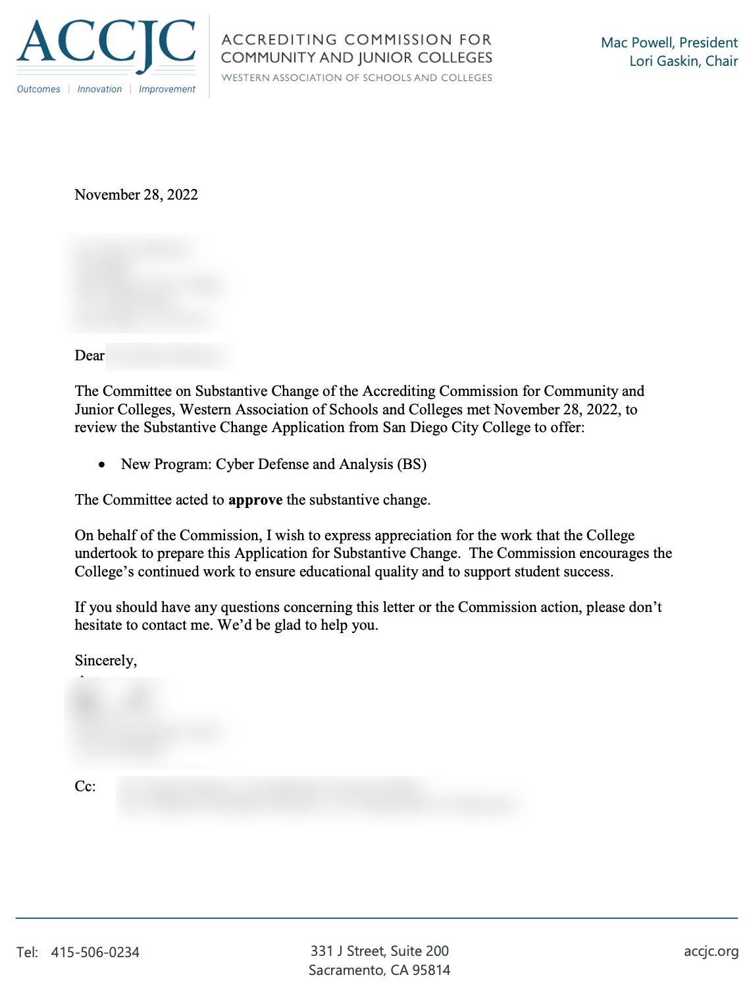 ACCJC
Outcomes | Innovation | Improvement
ACCREDITING COMMISSION FOR
COMMUNITY AND JUNIOR COLLEGES
WESTERN ASSOCIATION OF SCHOOLS AND COLLEGES
Mac Powell, President
Lori Gaskin, Chair
November 28, 2022
Dear
The Committee on Substantive Change of the Accrediting Commission for Community and
Junior Colleges, Western Association of Schools and Colleges met November 28, 2022, to
review the Substantive Change Application from San Diego City College to offer:
• New Program: Cyber Defense and Analysis (BS)
The Committee acted to approve the substantive change.
On behalf of the Commission, I wish to express appreciation for the work that the College
undertook to prepare this Application for Substantive Change.  The Commission encourages the
College’s continued work to ensure educational quality and to support student success.
If you should have any questions concerning this letter or the Commission action, please don’t
hesitate to contact me. We’d be glad to help you.
Sincerely,
Cc:
Tel: 415-506-0234
331 J Street, Suite 200
Sacramento, CA 95814
accjc.org